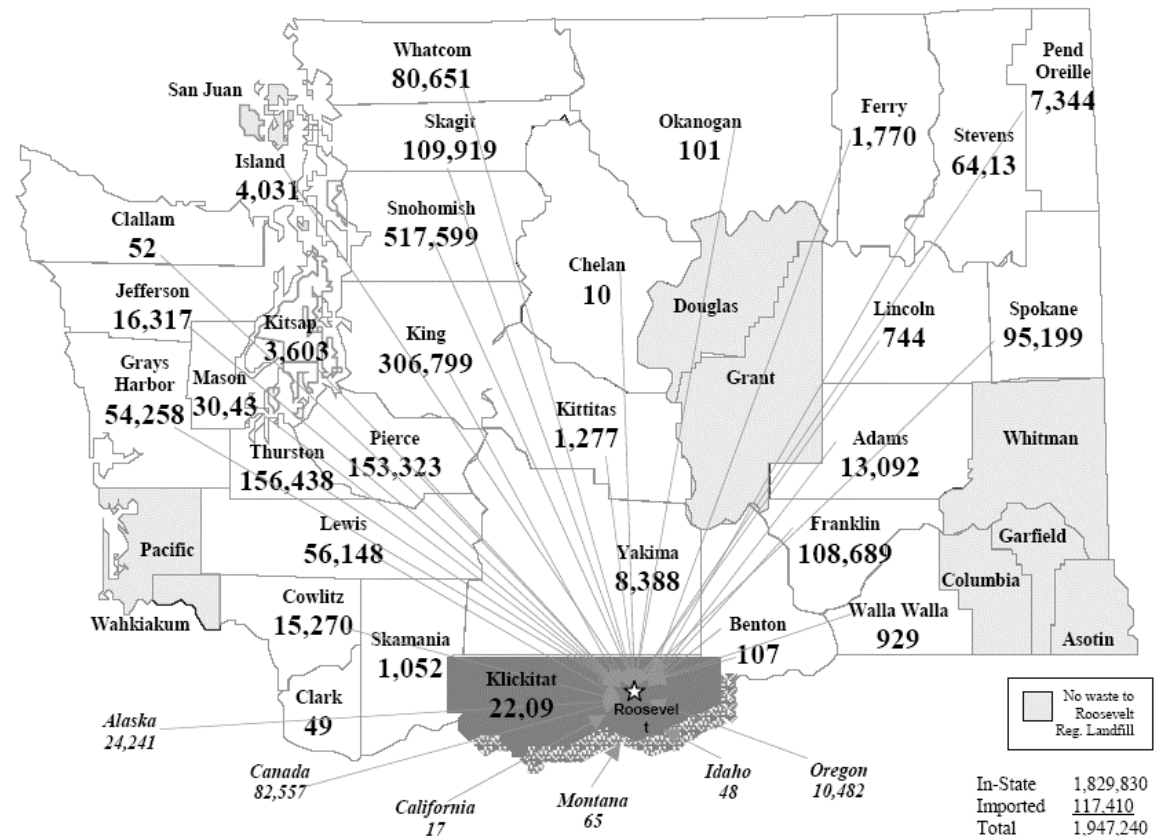 Whatcom
80,651
Pend
Oreille
7,344
San Juan
Skagit
109,919
Okanogan
101
Ferry
1,770
Stevens
64,13
Island
4,031
Clallam
52
Snohomish
517,599
Chelan
10
Jefferson
16,317
Kitsap
3,603
King
306,799
Douglas
Lincoln
744
Spokane
95,199
Grays
Harbor
54,258
Mason
30,43
Grant
Kittitas
1,277
Thurston
156,438
Pierce
153,323
Adams
13,092
Whitman
Lewis
56,148
Pacific
Yakima
8,388
Franklin
108,689
Garfield
Columbia
Wahkiakum
Cowlitz
15,270
Skamania
1,052
Benton
107
Walla Walla
929
Asotin
Clark
49
Klickitat
22,09
Roosevel
t
No waste to
Roosevelt
Reg. Landfill
Alaska
24,241
Canada
82,557
California
17
Montana
65
Idaho
48
Oregon
10,482
In-State 1,829,830
Imported 117,410
Total 1,947,240